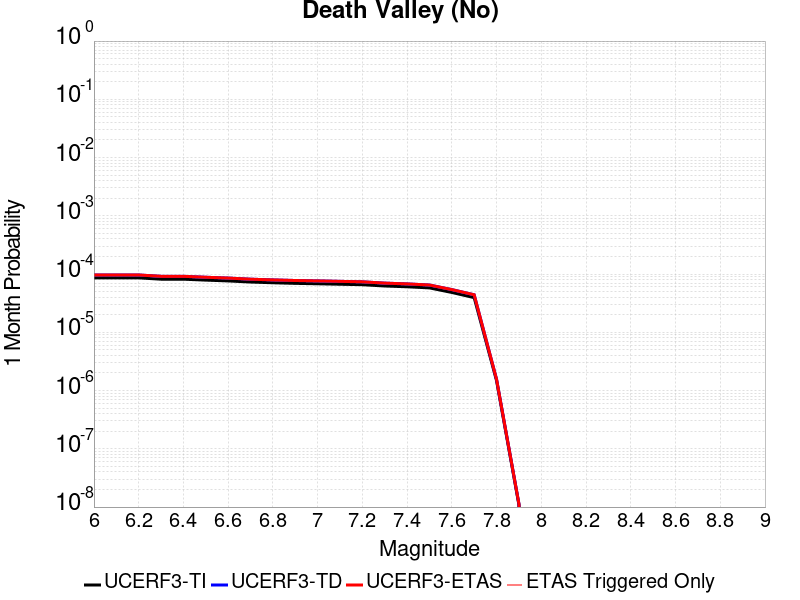 Death Valley (No)
10^0
10^-1
10^-2
10^-3
10^-4
10^-5
10^-6
10^-7
10^-8
1 Month Probability
6 6.2 6.4 6.6 6.8 7 7.2 7.4 7.6 7.8 8 8.2 8.4 8.6 8.8 9
Magnitude
UCERF3-TI UCERF3-TD UCERF3-ETAS ETAS Triggered Only